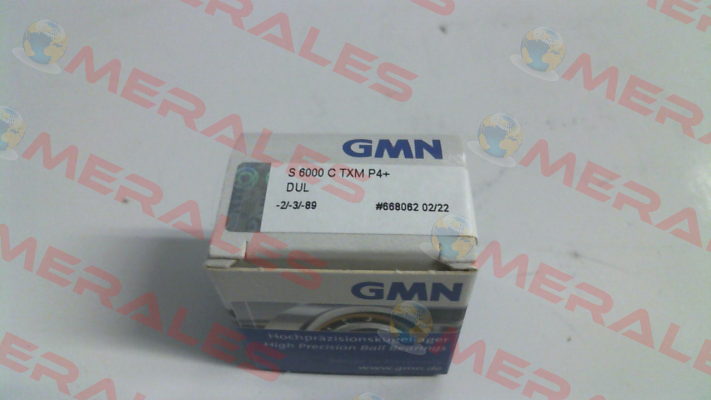 MERALES
MERALES
MERALES
GMN
S 6000 C TXM P4+
DUL
-2/-3/-89 #668062 02/22
GMN
Hochpräzisionskugellager
High Precision Ball Bearings
www.gmn.de
MERALES
MERALES
MERALES